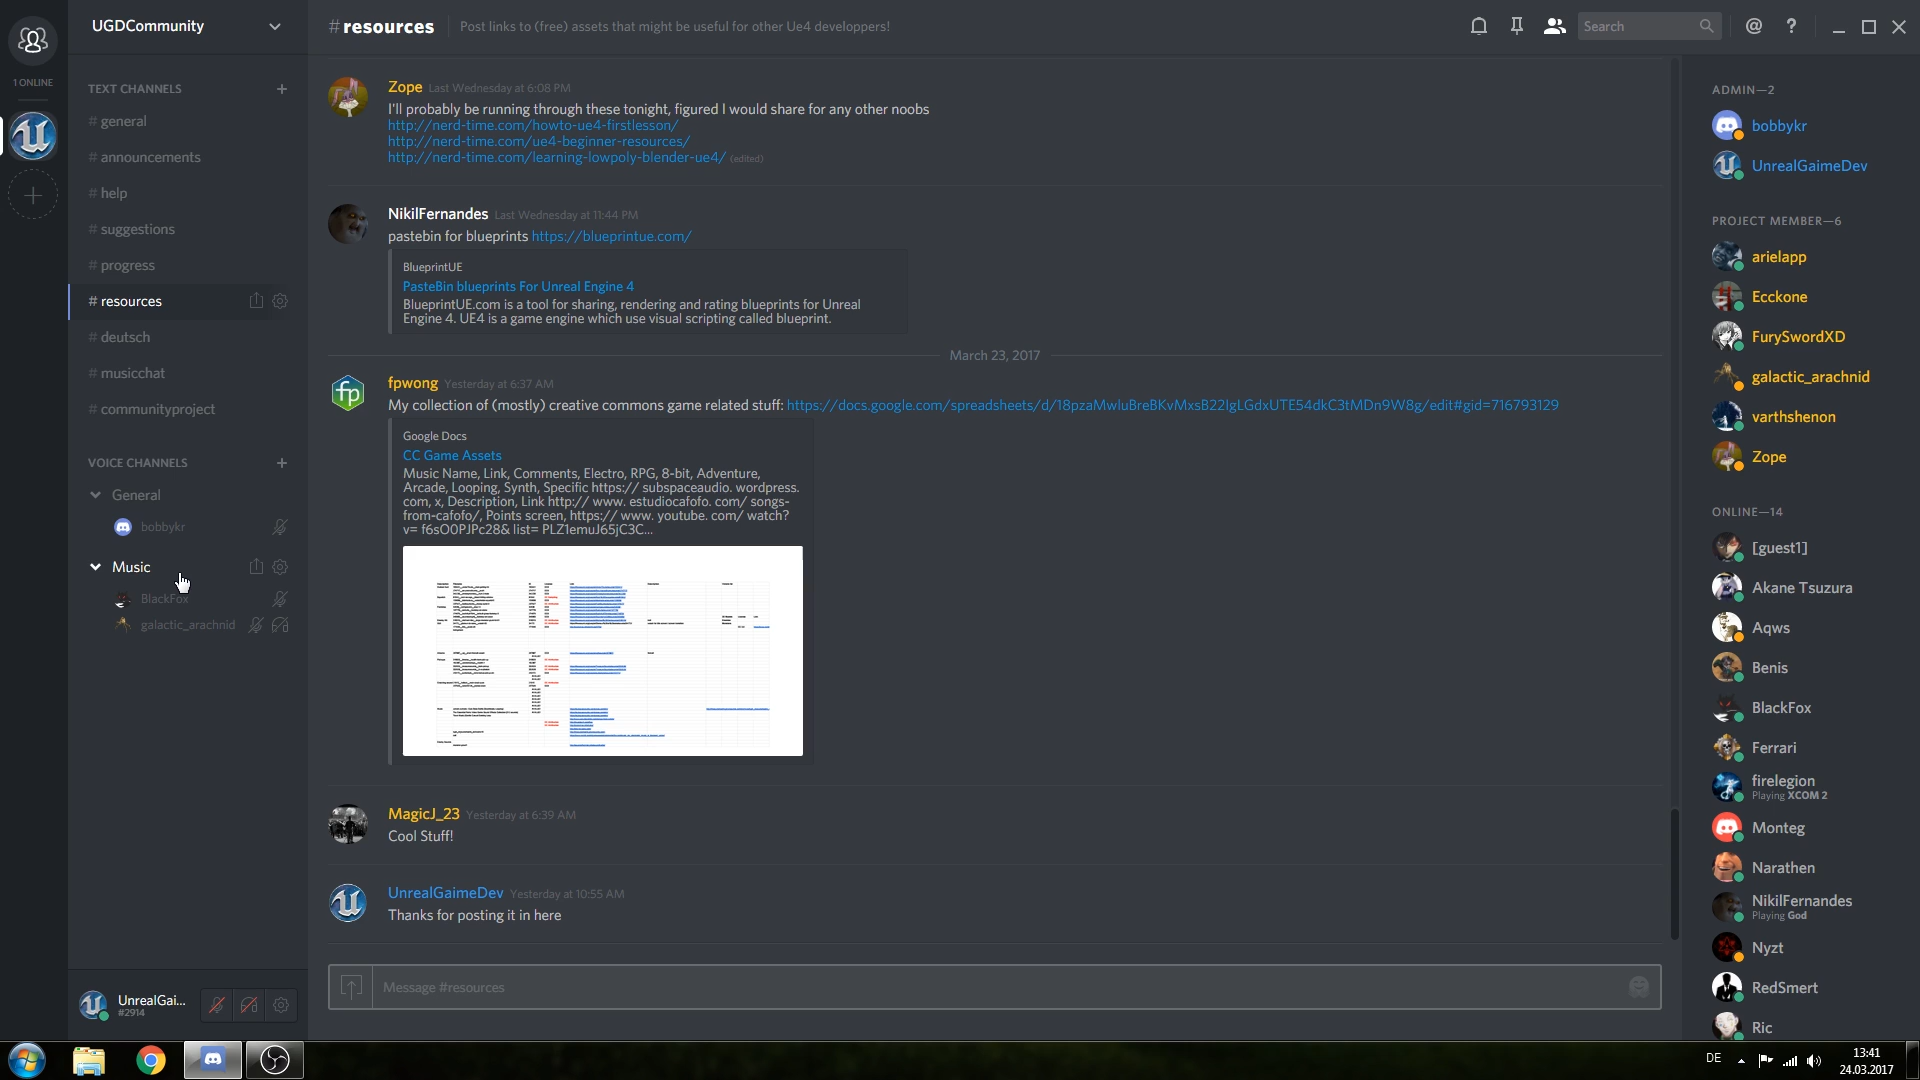 1 ONLINE
UGDCommunity
TEXT CHANNELS
# general
# announcements
# help
# suggestions
# progress
# resources
# deutsch
# musicchat
# communityproject
VOICE CHANNELS
General
bobbykr
Music
BlackFox
galactic_arachnid
UnrealGai...
#2914
# resources
Post links to (free) assets that might be useful for other Ue4 developpers!
Search
Zope Last Wednesday at 6:08 PM
I'll probably be running through these tonight, figured I would share for any other noobs
http://nerd-time.com/howto-ue4-firstlesson/
http://nerd-time.com/ue4-beginner-resources/
http://nerd-time.com/learning-lowpoly-blender-ue4/ (edited)
NikilFernandes Last Wednesday at 11:44 PM
pastebin for blueprints https://blueprintue.com/
BlueprintUE
PasteBin blueprints For Unreal Engine 4
BlueprintUE.com is a tool for sharing, rendering and rating blueprints for Unreal
Engine 4. UE4 is a game engine which use visual scripting called blueprint.
March 23, 2017
fp
fpwong Yesterday at 6:37 AM
My collection of (mostly) creative commons game related stuff: https://docs.google.com/spreadsheets/d/18pzaMwluBreBKvMxsB22lgLGdxUTE54dkC3tMDn9W8g/edit#gid=716793129
Google Docs
CC Game Assets
Music Name, Link, Comments, Electro, RPG, 8-bit, Adventure,
Arcade, Looping, Synth, Specific https:// subspaceaudio. wordpress.
com, x, Description, Link http:// www. estudiocafofo. com/ songs-
from-cafofo/, Points screen, https:// www. youtube. com/ watch?
v= f6sO0PJPc28& list= PLZ1emuJ65jC3C...
MagicJ_23 Yesterday at 6:39 AM
Cool Stuff!
UnrealGaimeDev Yesterday at 10:55 AM
Thanks for posting it in here
Message #resources
ADMIN—2
bobbykr
UnrealGaimeDev
PROJECT MEMBER—6
arielapp
Ecckone
FurySwordXD
galactic_arachnid
varthshenon
Zope
ONLINE—14
[guest1]
Akane Tsuzura
Aqws
Benis
BlackFox
Ferrari
firelegion
Playing XCOM 2
Monteg
Narathen
NikilFernandes
Playing God
Nyzt
RedSmert
Ric
DE
13:41
24.03.2017